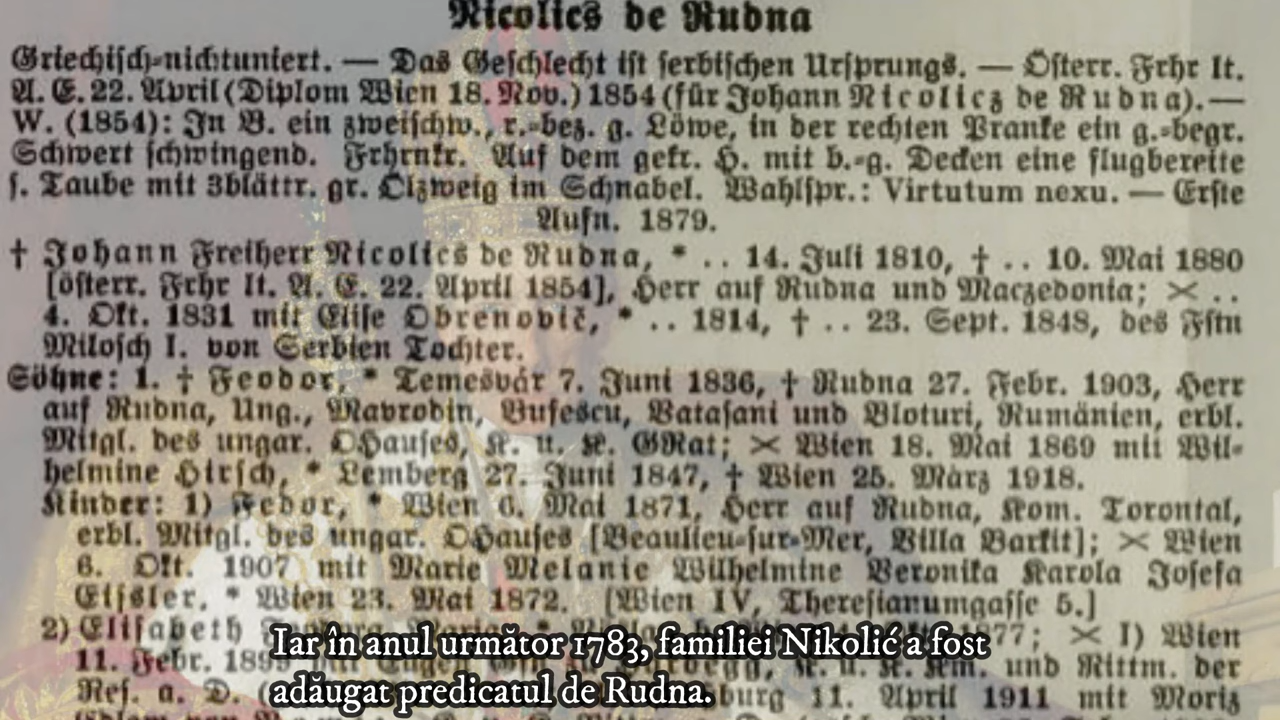 Nicolics de Rudna
Griechisch-nichtuniert. — Das Geschlecht ist serbischen Ursprungs. — Österr. Frhr lt.
A. E. 22. April (Diplom Wien 18. Nov.) 1854 (für Johann Nicolics de Rudna). —
W. (1854): In B. ein zweischw., r.-bez. g. Löwe, in der rechten Pranke ein g.-begr.
Schwert schwingend. Frhrnkr. Auf dem gekr. H. mit b.-g. Decken eine flugbereite
s. Taube mit 3blättr. gr. Ölzweig im Schnabel. Wahlspr.: Virtutum nexu. — Erste
Aufn. 1879.
† Johann Freiherr Nicolics de Rudna, * .. 14. Juli 1810, † .. 10. Mai 1880
[österr. Frhr lt. A. E. 22. April 1854], Herr auf Rudna und Maczedonia; ⚔ ..
4. Okt. 1831 mit Elise Obrenovič, * .. 1814, † .. 23. Sept. 1848, des Fstn
Milosch I. von Serbien Tochter.
Söhne: 1. † Feodor, * Temesvár 7. Juni 1836, † Rudna 27. Febr. 1903, Herr
auf Rudna, Ung., Mavrodin, Bufescu, Batasani und Bloturi, Rumänien, erbl.
Mitgl. des ungar. OHauses, K. u. K. GRat; ⚔ Wien 18. Mai 1869 mit Wil-
helmine Hirsch, * Lemberg 27. Juni 1847, † Wien 25. März 1918.
Kinder: 1) Fedor, * Wien 6. Mai 1871, Herr auf Rudna, Kom. Torontal,
erbl. Mitgl. des ungar. OHauses [Beaulieu-sur-Mer, Villa Barkit]; ⚔ Wien
6. Okt. 1907 mit Marie Melanie Wilhelmine Veronika Karola Josefa
Eißler, * Wien 23. Mai 1872. [Wien IV, Theresianumgasse 5.]
2) Elisabeth 1877; ⚔ I) Wien
11. Febr. und Rittm. der
Res. a. D. burg 11. April 1911 mit Moriz
Iar în anul următor 1783, familiei Nikolić a fost
adăugat predicatul de Rudna.